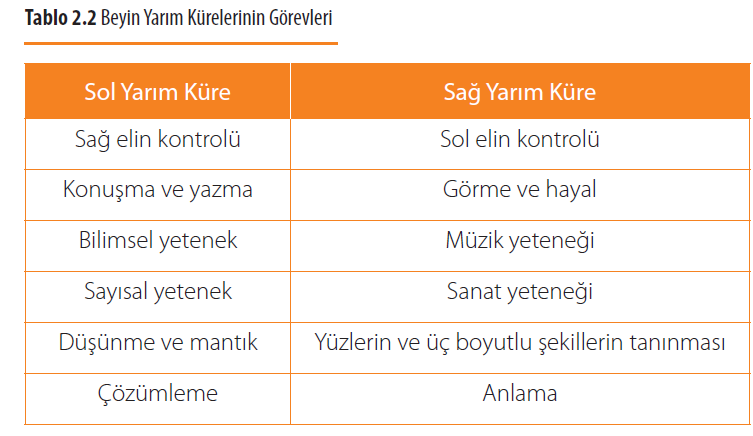 Tablo 2.2 Beyin Yarım Kürelerinin Görevleri
Sol Yarım Küre Sağ Yarım Küre
Sağ elin kontrolü Sol elin kontrolü
Konuşma ve yazma Görme ve hayal
Bilimsel yetenek Müzik yeteneği
Sayısal yetenek Sanat yeteneği
Düşünme ve mantık Yüzlerin ve üç boyutlu şekillerin tanınması
Çözümleme Anlama